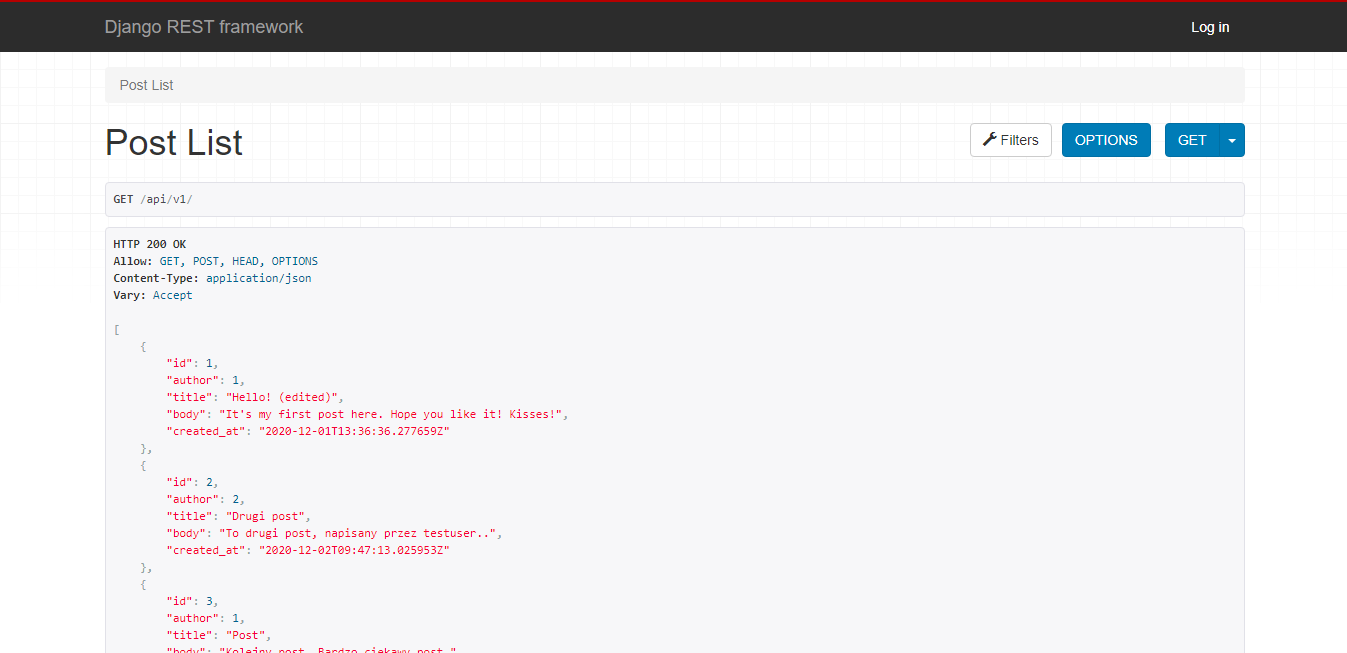 Django REST framework
Log in
Post List
Post List
Filters
OPTIONS
GET
GET /api/v1/
HTTP 200 OK
Allow: GET, POST, HEAD, OPTIONS
Content-Type: application/json
Vary: Accept
[
    {
        "id": 1,
        "author": 1,
        "title": "Hello! (edited)",
        "body": "It's my first post here. Hope you like it! Kisses!",
        "created_at": "2020-12-01T13:36:36.277659Z"
    },
    {
        "id": 2,
        "author": 2,
        "title": "Drugi post",
        "body": "To drugi post, napisany przez testuser..",
        "created_at": "2020-12-02T09:47:13.025953Z"
    },
    {
        "id": 3,
        "author": 1,
        "title": "Post",
        "body": "Kolejny post. Bardzo ciekawy post."